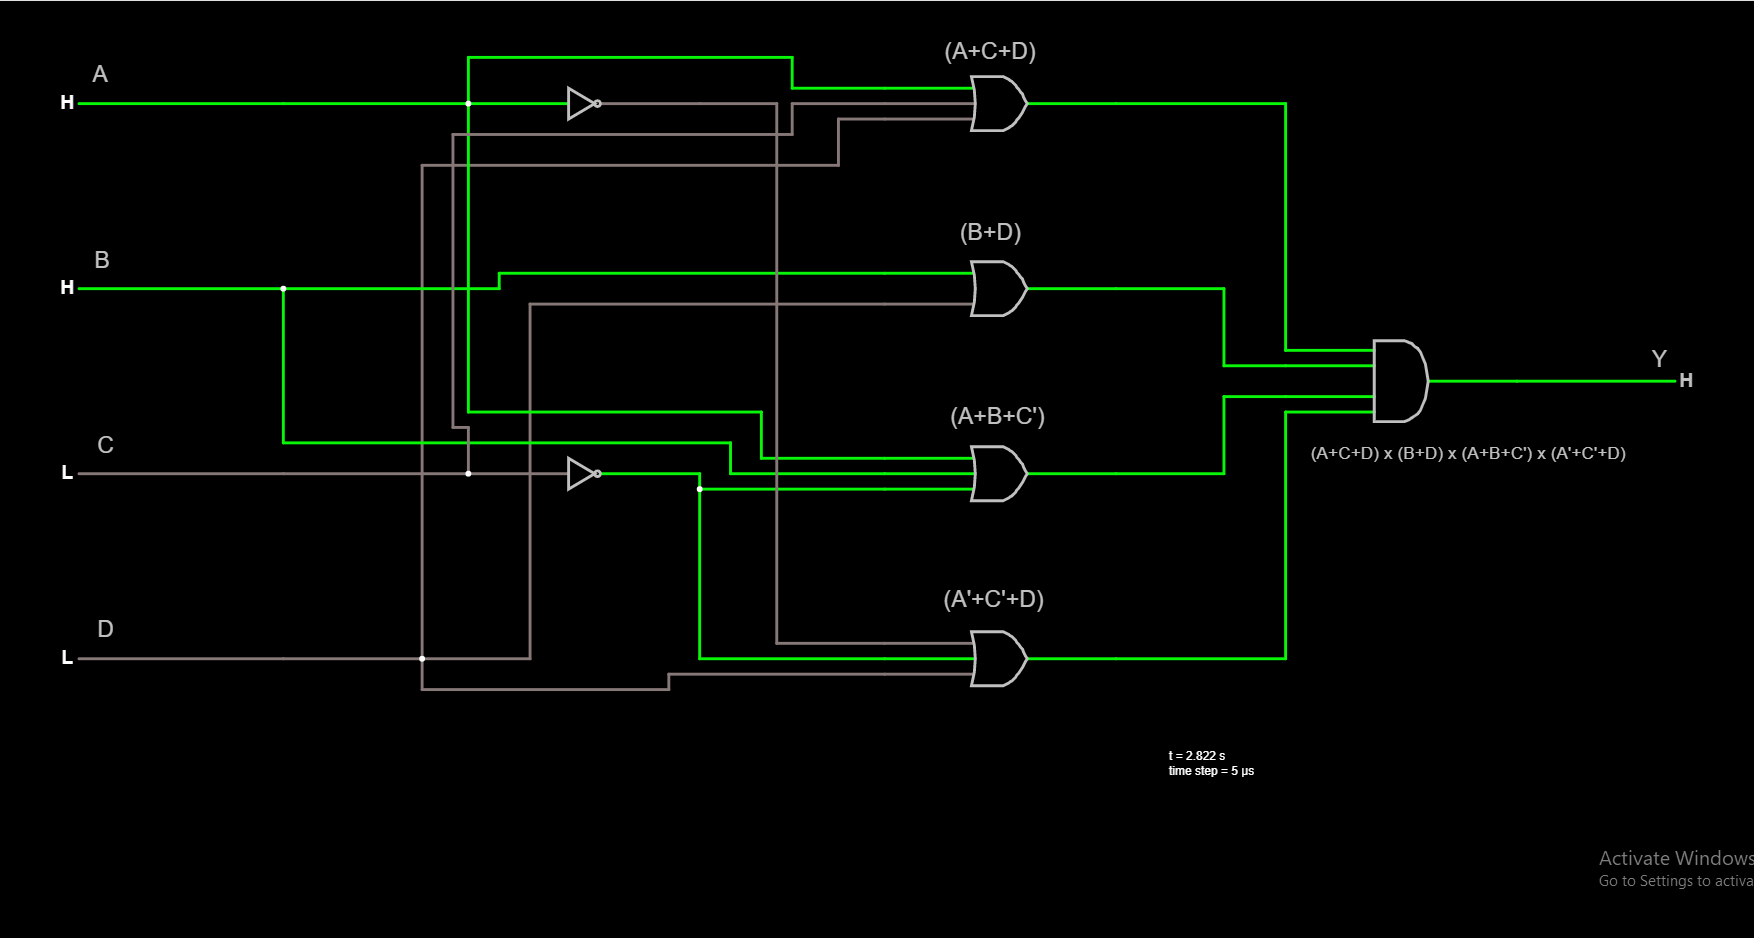 (A+C+D)
A
H
(B+D)
B
H
Y
H
(A+B+C')
C
L
(A+C+D) x (B+D) x (A+B+C') x (A'+C'+D)
(A'+C'+D)
D
L
t = 2.822 s
time step = 5 μs
Activate Windows
Go to Settings to activa